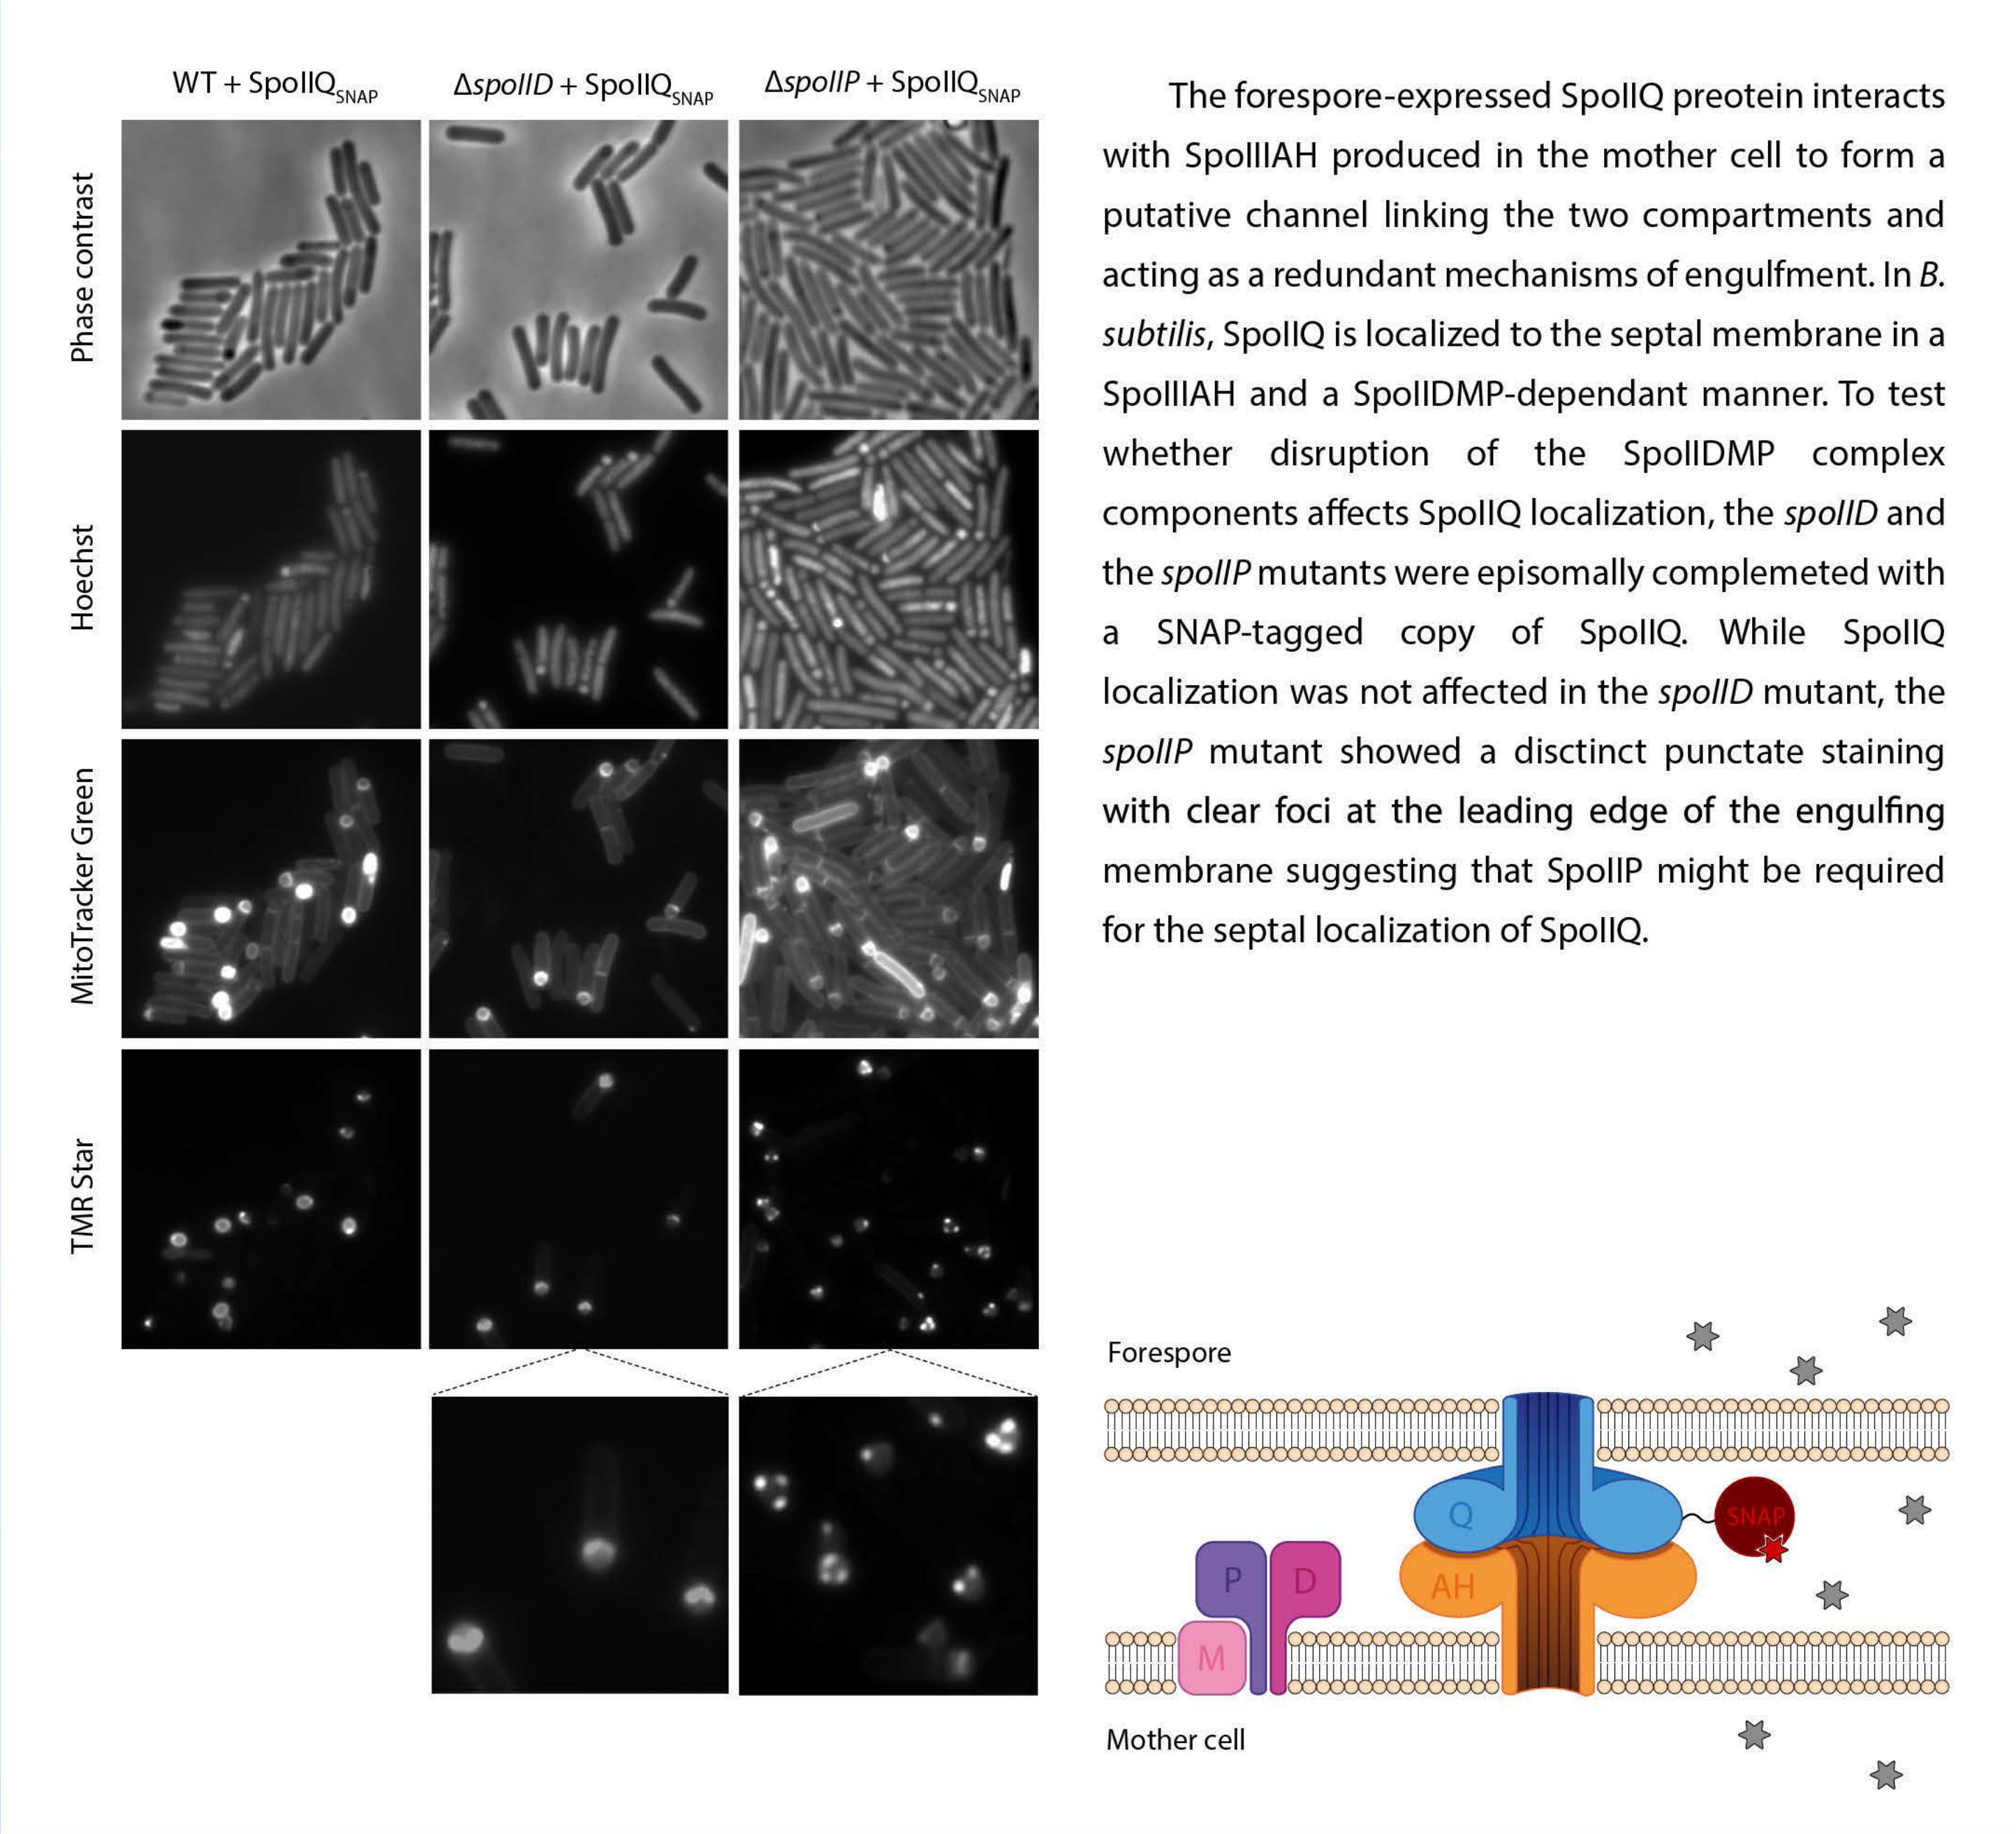 WT + SpoIIQSNAP
ΔspoIID + SpoIIQSNAP
ΔspoIIP + SpoIIQSNAP
Phase contrast
Hoechst
MitoTracker Green
TMR Star
The forespore-expressed SpoIIQ preotein interacts
with SpoIIIAH produced in the mother cell to form a
putative channel linking the two compartments and
acting as a redundant mechanisms of engulfment. In B.
subtilis, SpoIIQ is localized to the septal membrane in a
SpoIIIAH and a SpoIIDMP-dependant manner. To test
whether disruption of the SpoIIDMP complex
components affects SpoIIQ localization, the spoIID and
the spoIIP mutants were episomally complemeted with
a SNAP-tagged copy of SpoIIQ. While SpoIIQ
localization was not affected in the spoIID mutant, the
spoIIP mutant showed a disctinct punctate staining
with clear foci at the leading edge of the engulfing
membrane suggesting that SpoIIP might be required
for the septal localization of SpoIIQ.
Forespore
Q
SNAP
P
D
AH
M
Mother cell